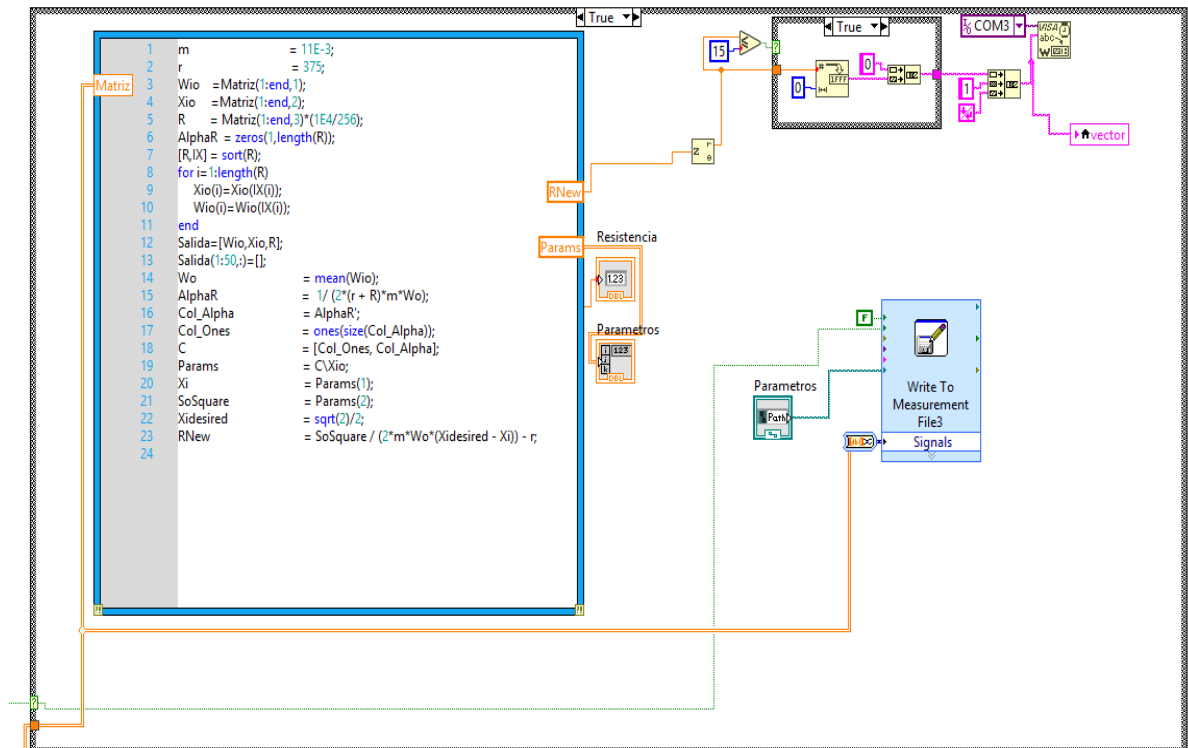 True
1 m = 11E-3;
2 r = 375;
3 Wio =Matriz(1:end,1);
4 Xio =Matriz(1:end,2);
5 R = Matriz(1:end,3)*(1E4/256);
6 AlphaR = zeros(1,length(R));
7 [R,IX] = sort(R);
8 for i=1:length(R)
9 Xio(i)=Xio(IX(i));
10 Wio(i)=Wio(IX(i));
11 end
12 Salida=[Wio,Xio,R];
13 Salida(1:50,:)=[];
14 Wo = mean(Wio);
15 AlphaR = 1/ (2*(r + R)*m*Wo);
16 Col_Alpha = AlphaR';
17 Col_Ones = ones(size(Col_Alpha));
18 C = [Col_Ones, Col_Alpha];
19 Params = C\Xio;
20 Xi = Params(1);
21 SoSquare = Params(2);
22 Xidesired = sqrt(2)/2;
23 RNew = SoSquare / (2*m*Wo*(Xidesired - Xi)) - r;
24
Matriz
RNew
Params
Resistencia
1.23
DBL
Parametros
1 2 3
DBL
z r θ
15
True
?
0
#
1FFF
0
1
COM3
VISA
abc
W
vector
F
Parametros
Path
Write To
Measurement
File3
Signals
?